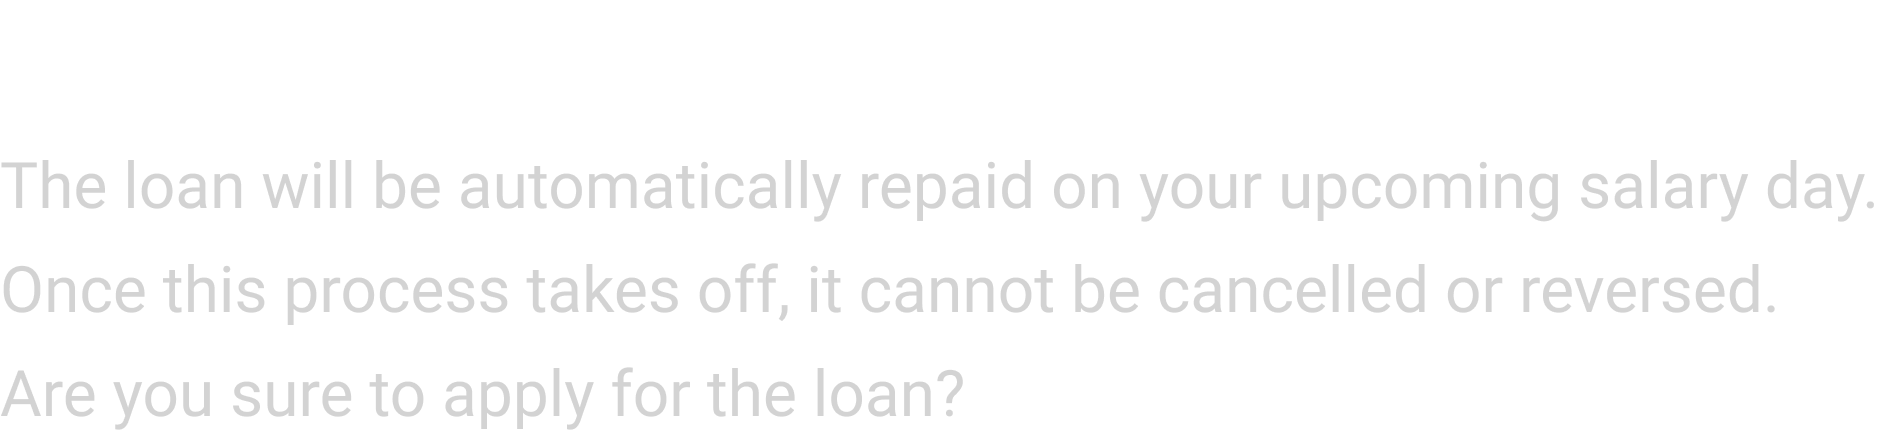 The loan will be automatically repaid on your upcoming salary day.
Once this process takes off, it cannot be cancelled or reversed.
Are you sure to apply for the loan?